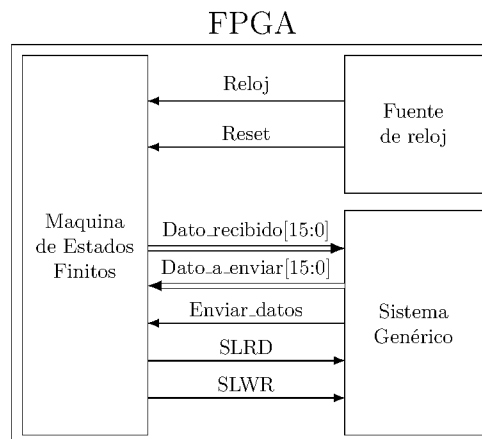 FPGA
Reloj
Reset
Fuente
de reloj
Maquina
de Estados
Finitos
Dato_recibido[15:0]
Dato_a_enviar[15:0]
Enviar_datos
SLRD
SLWR
Sistema
Genérico